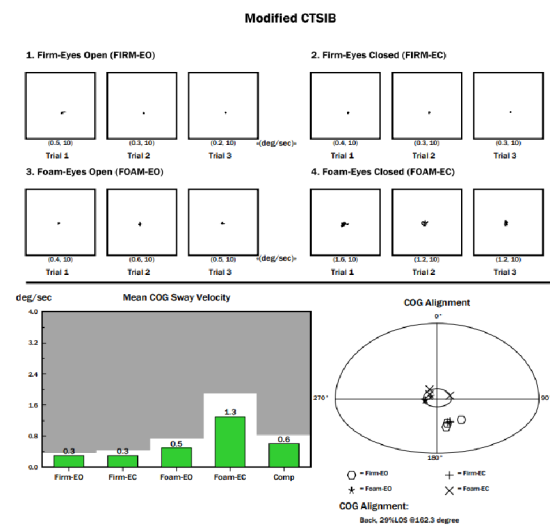 Modified CTSIB
1. Firm-Eyes Open (FIRM-EO)
2. Firm-Eyes Closed (FIRM-EC)
(0.5, 10) (0.3, 10) (0.2, 10) <(deg/sec)> (0.4, 10) (0.3, 10) (0.3, 10)
Trial 1 Trial 2 Trial 3 Trial 1 Trial 2 Trial 3
3. Foam-Eyes Open (FOAM-EO)
4. Foam-Eyes Closed (FOAM-EC)
(0.4, 10) (0.6, 10) (0.5, 10) <(deg/sec)> (1.6, 10) (1.2, 10) (1.2, 10)
Trial 1 Trial 2 Trial 3 Trial 1 Trial 2 Trial 3
deg/sec
Mean COG Sway Velocity
4.0
3.2
2.4
1.6
0.8
0.0
0.3 0.3 0.5 1.3 0.6
Firm-EO Firm-EC Foam-EO Foam-EC Comp
COG Alignment
0°
270°
90
180°
= Firm-EO = Firm-EC
= Foam-EO = Foam-EC
COG Alignment:
Back, 29%LOS @162.3 degree